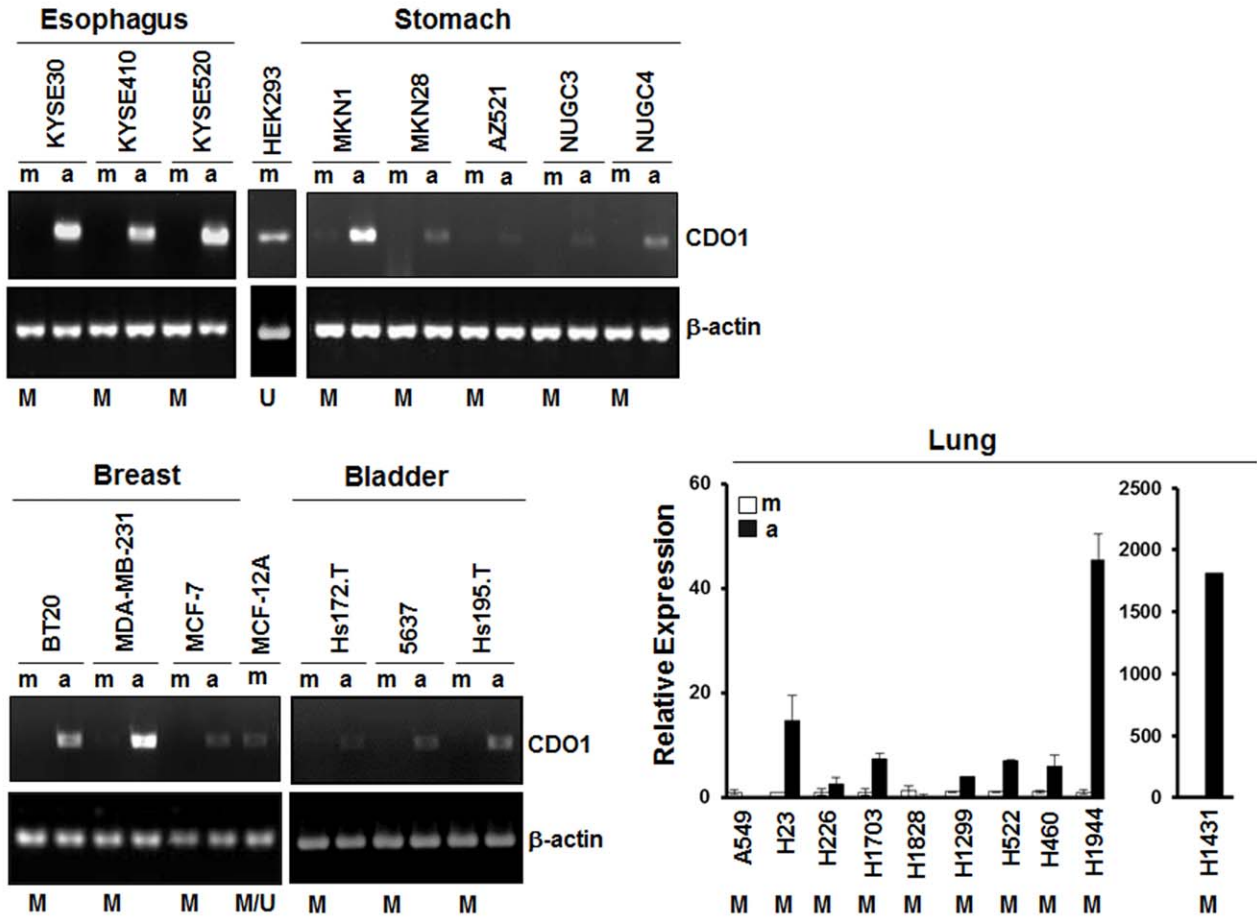 Esophagus
KYSE30 KYSE410 KYSE520
m a m a m a
HEK293
m
Stomach
MKN1 MKN28 AZ521 NUGC3 NUGC4
m a m a m a m a m a
CDO1
β-actin
M M M U M M M M M
Breast
BT20 MDA-MB-231 MCF-7 MCF-12A
m a m a m a m
Bladder
Hs172.T 5637 Hs195.T
m a m a m a
CDO1
β-actin
M M M M/U M M M
Lung
Relative Expression
m
a
60
40
20
0
2500
2000
1500
1000
500
0
A549 H23 H226 H1703 H1828 H1299 H522 H460 H1944 H1431
M M M M M M M M M M